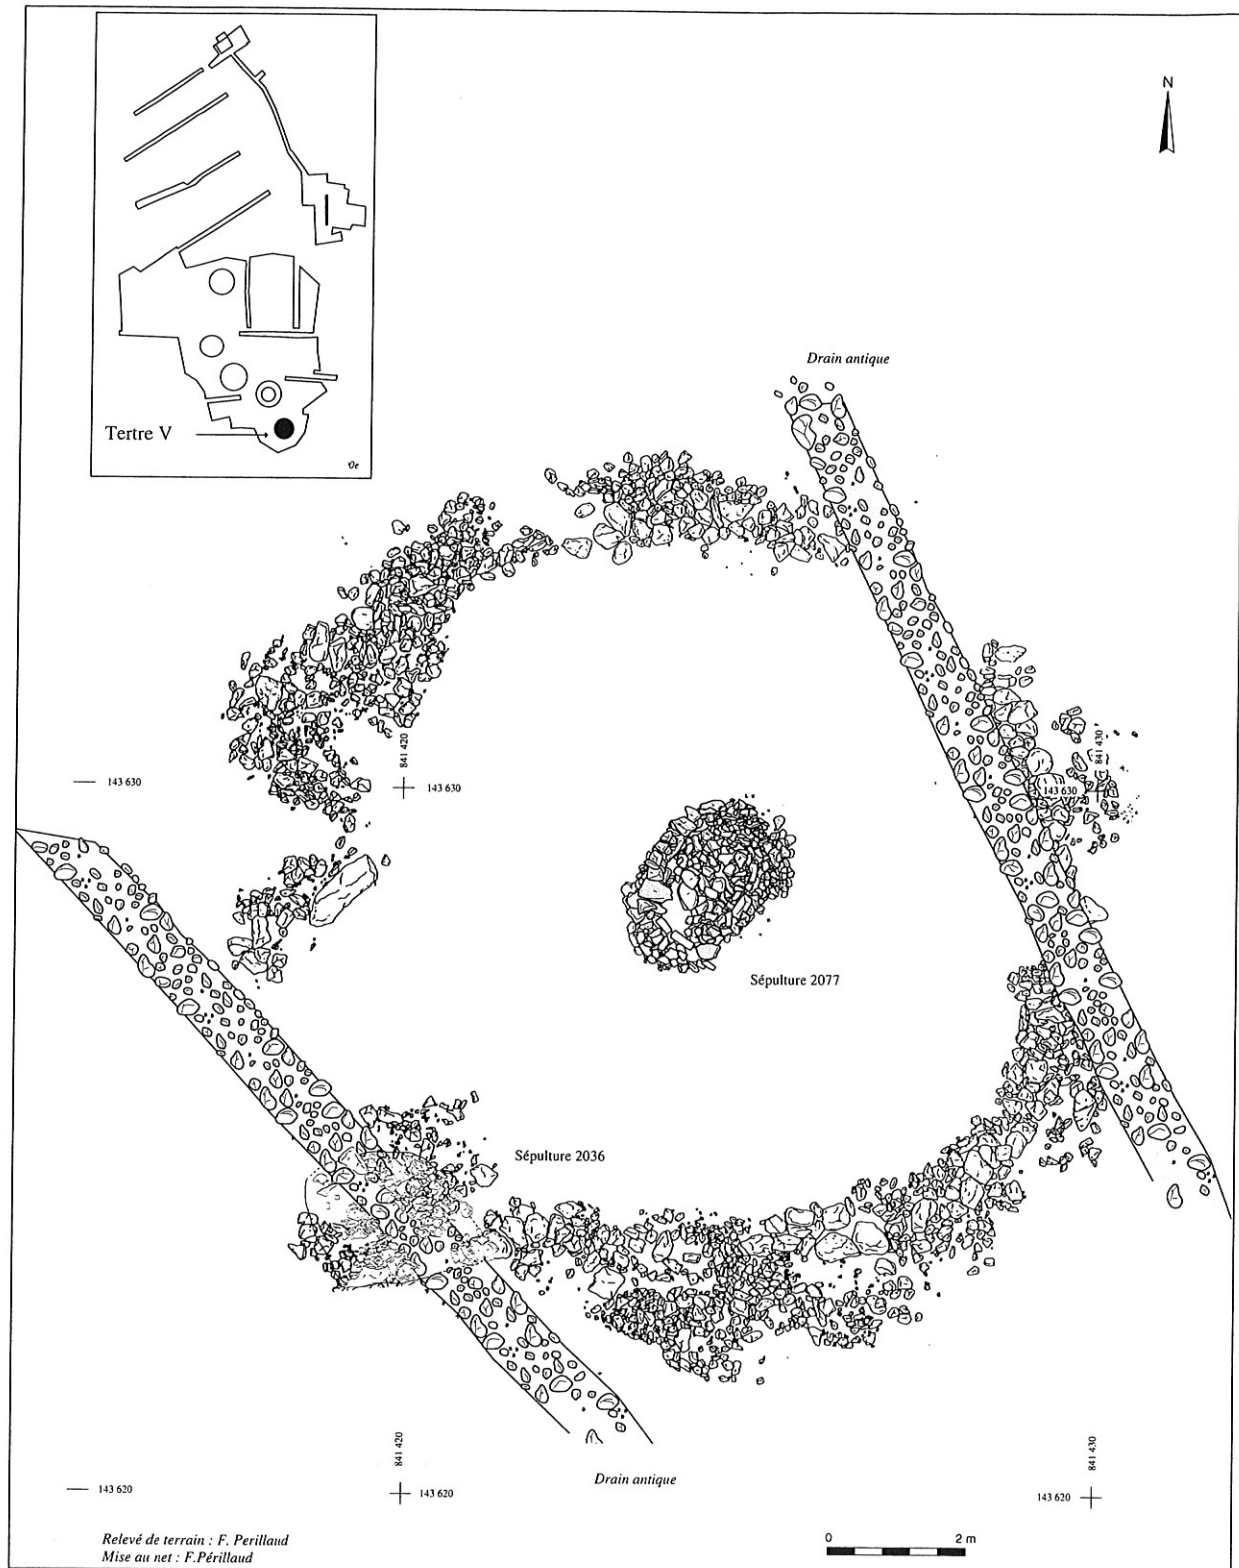 N
Tertre V
Drain antique
841 420
841 430
143 630
143 630
143 630
Sépulture 2077
Sépulture 2036
841 420
841 430
Drain antique
143 620
143 620
143 620
Relevé de terrain : F. Perillaud
Mise au net : F.Périllaud
0 2 m